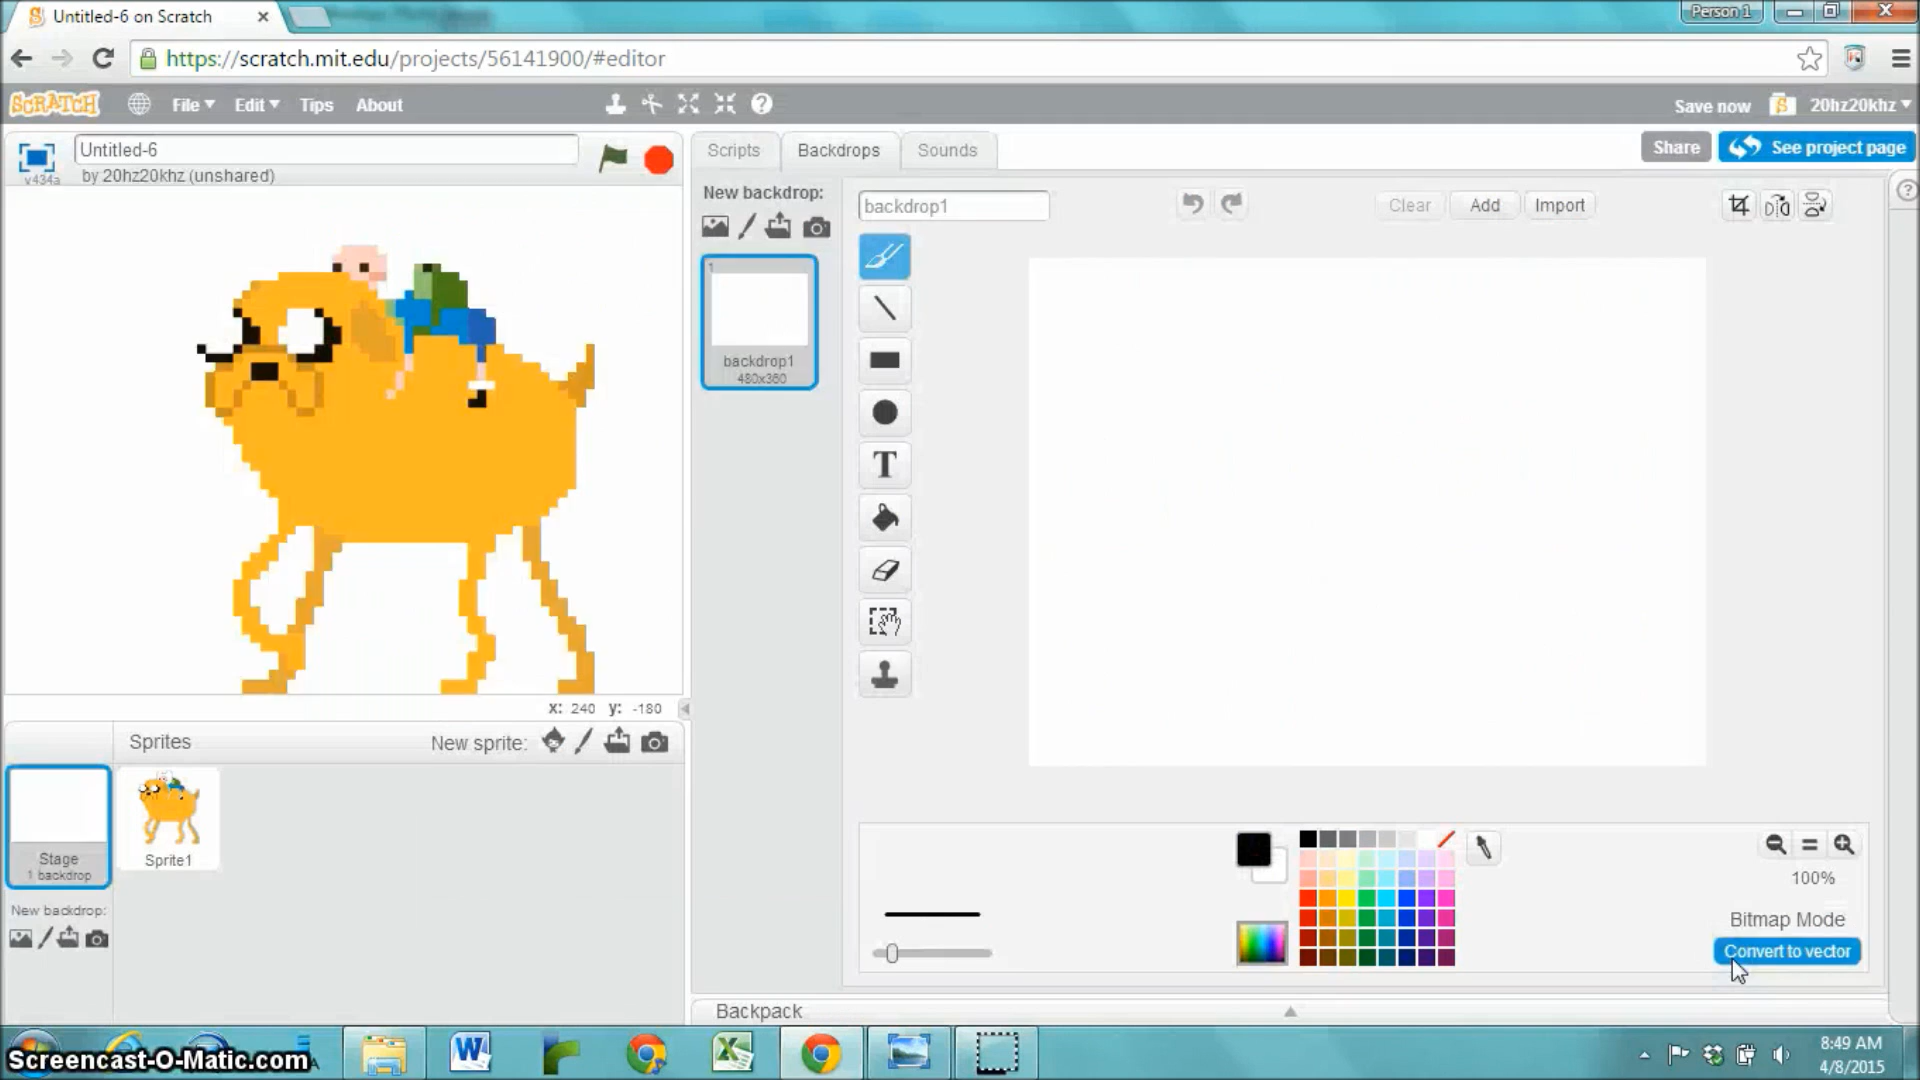 Untitled-6 on Scratch
Person 1
https://scratch.mit.edu/projects/56141900/#editor
SCRATCH
File
Edit
Tips
About
Save now
20hz20khz
Untitled-6
by 20hz20khz (unshared)
v434a
Scripts
Backdrops
Sounds
Share
See project page
New backdrop:
backdrop1
Clear
Add
Import
1
backdrop1
480x360
T
x: 240 y: -180
Sprites
New sprite:
Stage
1 backdrop
Sprite1
New backdrop:
100%
Bitmap Mode
Convert to vector
Backpack
Screencast-O-Matic.com
8:49 AM
4/8/2015